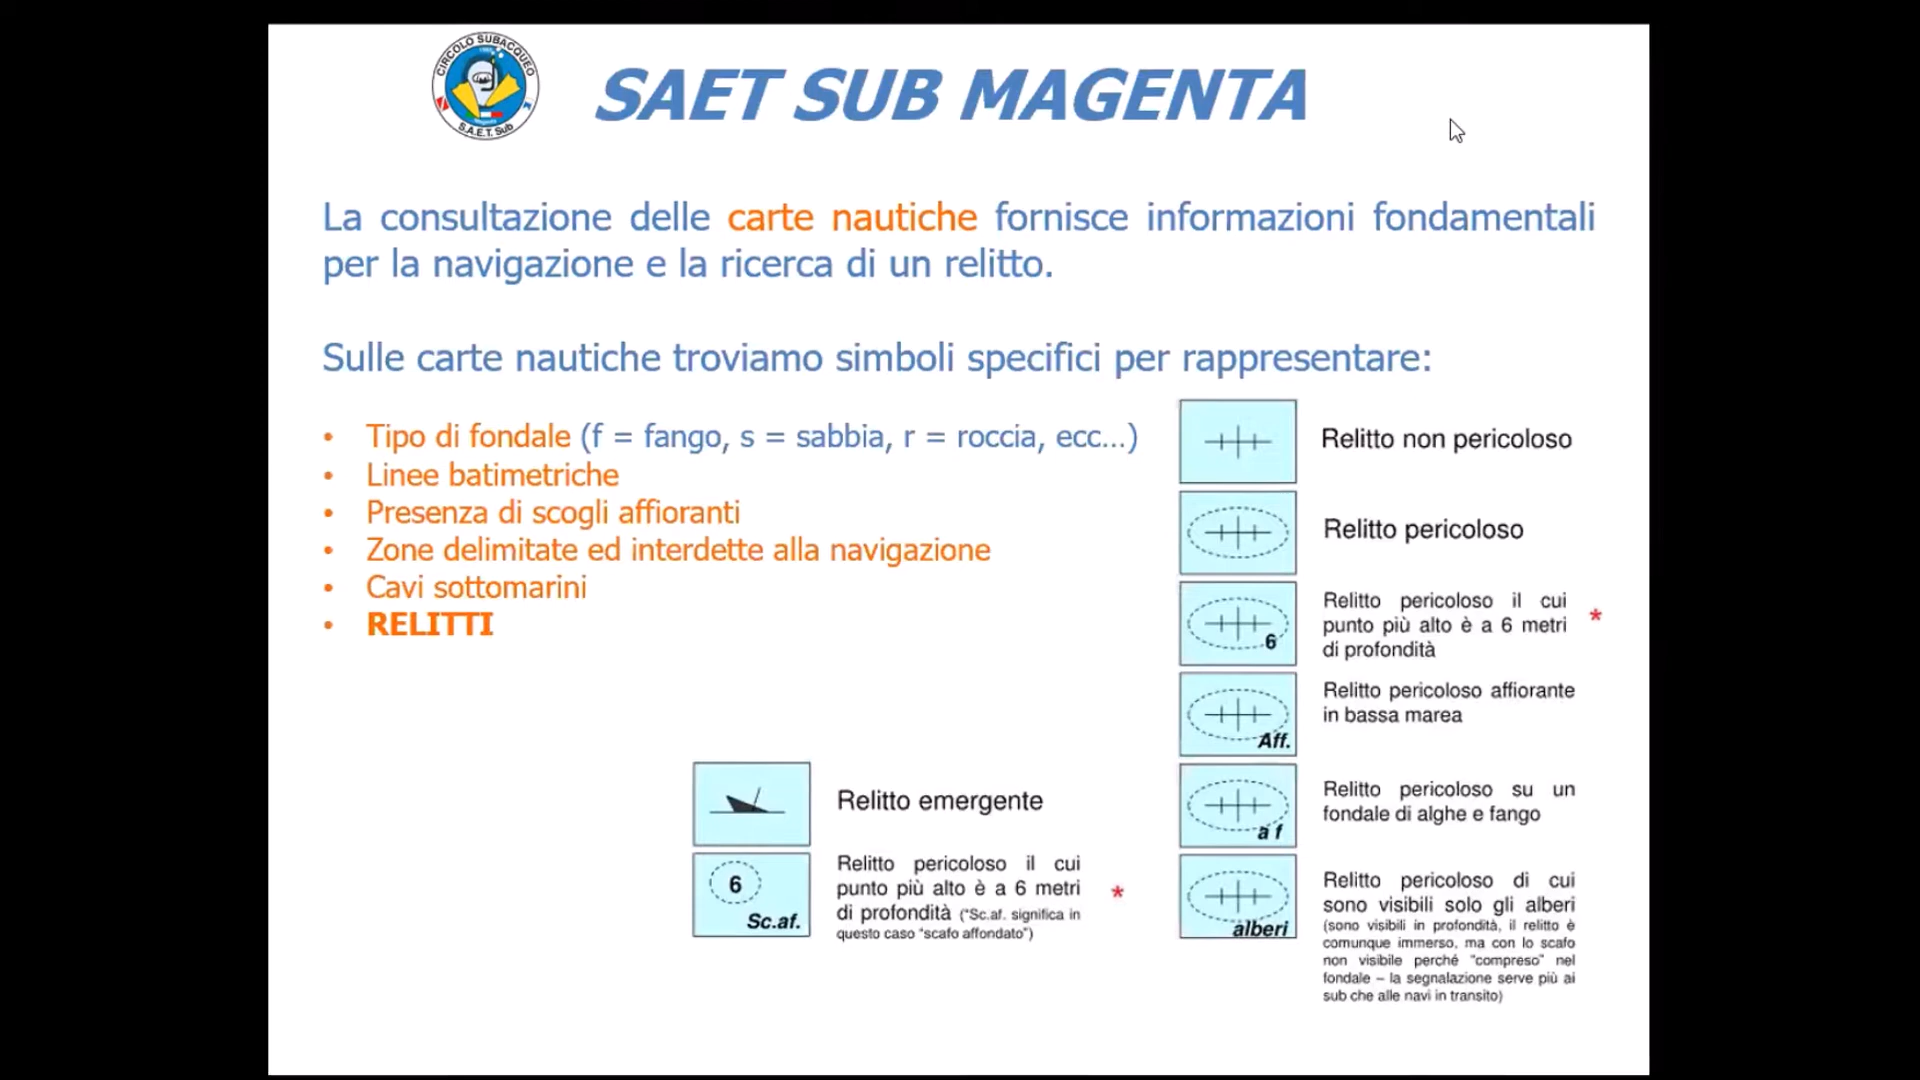 CIRCOLO SUBACQUEO
S.A.E.T. Sub
SAET SUB MAGENTA
La consultazione delle carte nautiche fornisce informazioni fondamentali
per la navigazione e la ricerca di un relitto.
Sulle carte nautiche troviamo simboli specifici per rappresentare:
• Tipo di fondale (f = fango, s = sabbia, r = roccia, ecc...)
• Linee batimetriche
• Presenza di scogli affioranti
• Zone delimitate ed interdette alla navigazione
• Cavi sottomarini
• RELITTI
Relitto emergente
6
Sc.af.
Relitto pericoloso il cui
punto più alto è a 6 metri
di profondità ("Sc.af. significa in
questo caso "scafo affondato")
*
Relitto non pericoloso
Relitto pericoloso
6
Relitto pericoloso il cui
punto più alto è a 6 metri
di profondità
*
Aff.
Relitto pericoloso affiorante
in bassa marea
a f
Relitto pericoloso su un
fondale di alghe e fango
alberi
Relitto pericoloso di cui
sono visibili solo gli alberi
(sono visibili in profondità, il relitto è
comunque immerso, ma con lo scafo
non visibile perché "compreso" nel
fondale – la segnalazione serve più ai
sub che alle navi in transito)